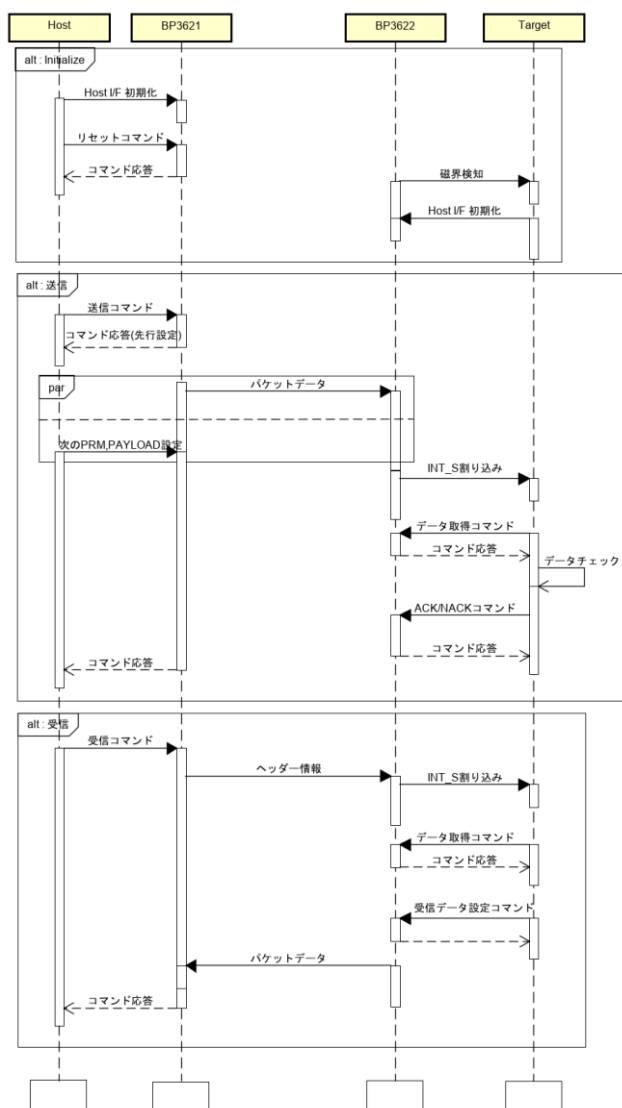 Host
BP3621
BP3622
Target
alt : Initialize
Host I/F 初期化
リセットコマンド
コマンド応答
磁界検知
Host I/F 初期化
alt : 送信
送信コマンド
コマンド応答(先行設定)
par
パケットデータ
次のPRM,PAYLOAD設定
INT_S割り込み
データ取得コマンド
コマンド応答
データチェック
ACK/NACKコマンド
コマンド応答
コマンド応答
alt : 受信
受信コマンド
ヘッダー情報
INT_S割り込み
データ取得コマンド
コマンド応答
受信データ設定コマンド
パケットデータ
コマンド応答